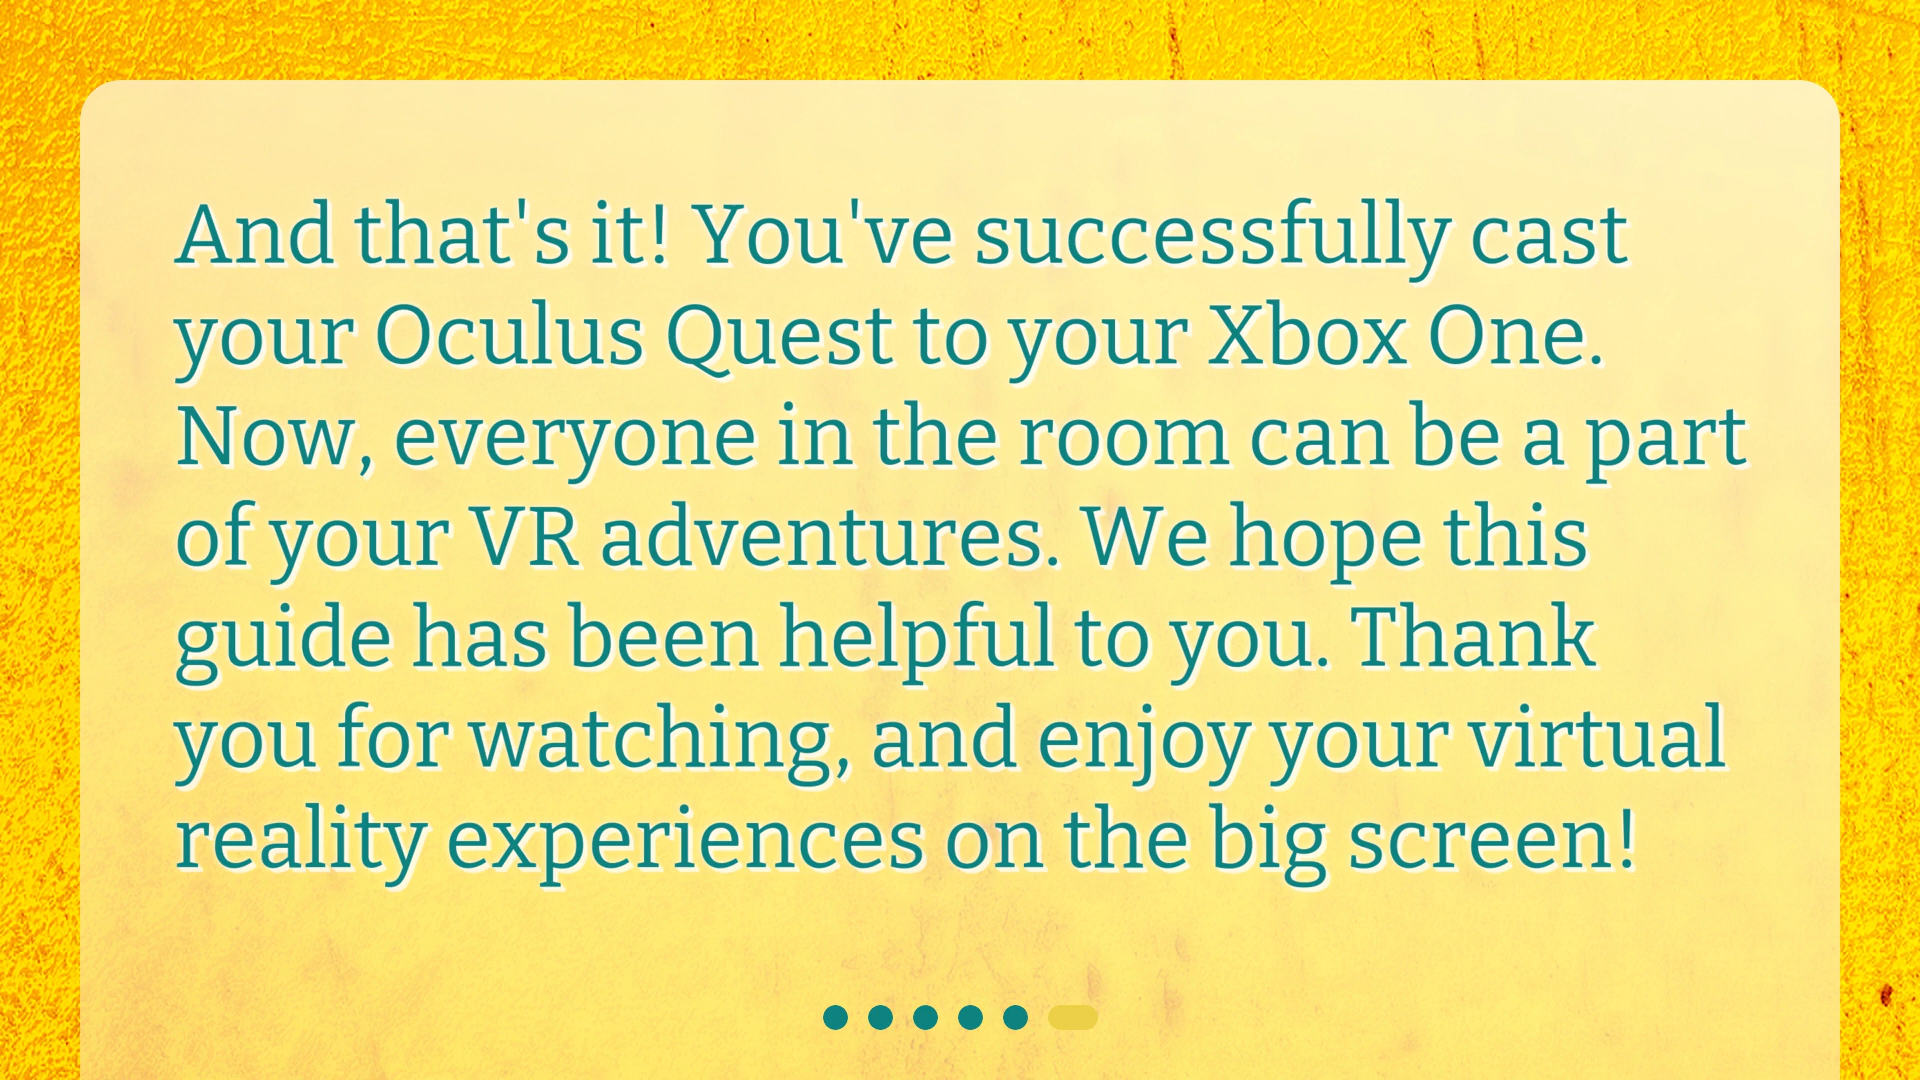 And that's it! You've successfully cast
your Oculus Quest to your Xbox One.
Now, everyone in the room can be a part
of your VR adventures. We hope this
guide has been helpful to you. Thank
you for watching, and enjoy your virtual
reality experiences on the big screen!